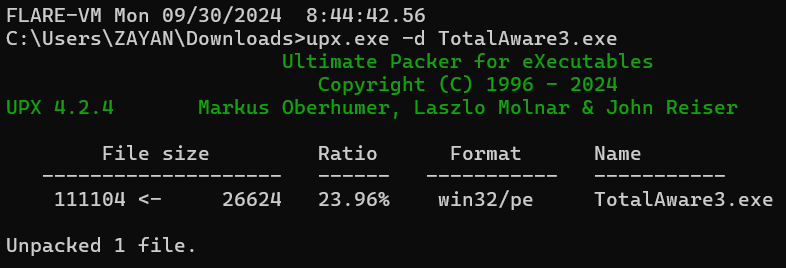 FLARE-VM Mon 09/30/2024  8:44:42.56
C:\Users\ZAYAN\Downloads>upx.exe -d TotalAware3.exe
                       Ultimate Packer for eXecutables
                          Copyright (C) 1996 - 2024
UPX 4.2.4       Markus Oberhumer, Laszlo Molnar & John Reiser

        File size         Ratio      Format      Name
   --------------------   ------   -----------   -----------
    111104 <-     26624   23.96%    win32/pe     TotalAware3.exe

Unpacked 1 file.